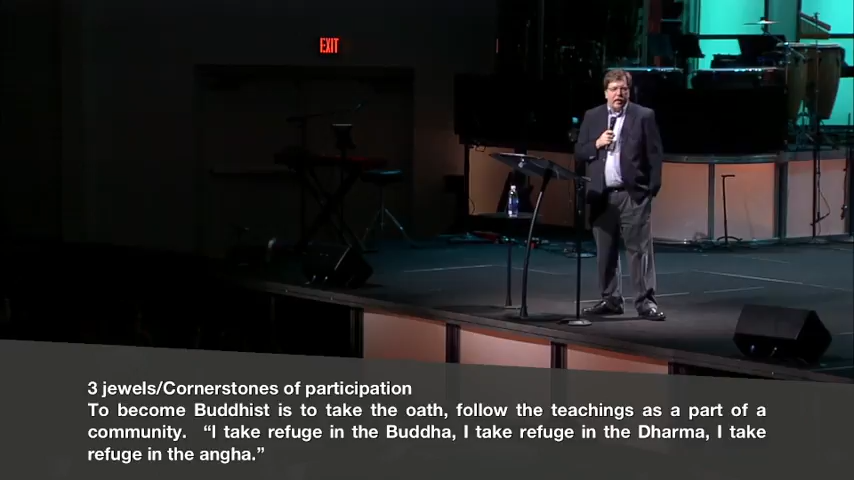 EXIT
3 jewels/Cornerstones of participation
To become Buddhist is to take the oath, follow the teachings as a part of a
community. “I take refuge in the Buddha, I take refuge in the Dharma, I take
refuge in the angha.”